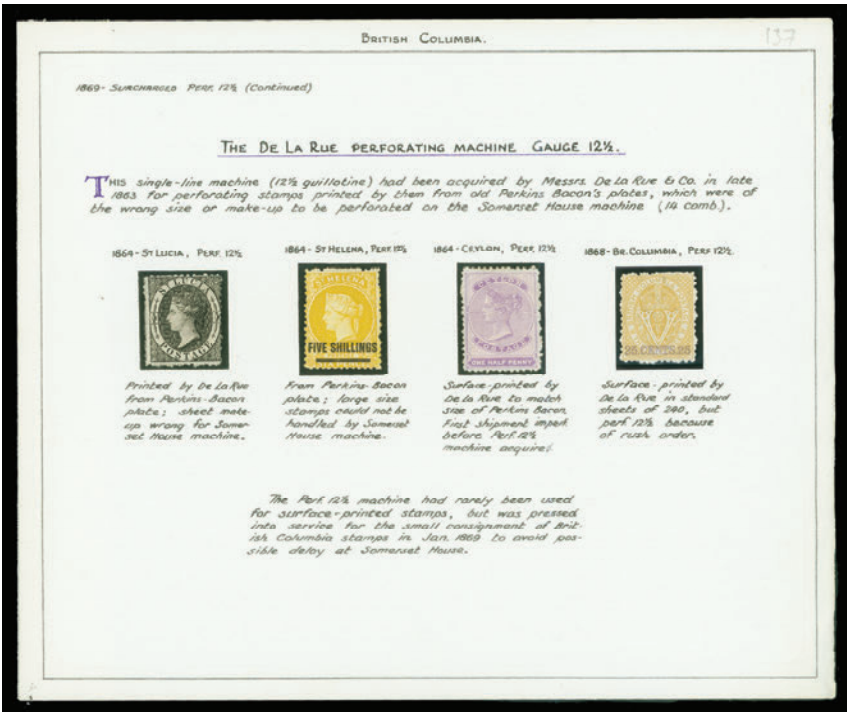 BRITISH COLUMBIA.
137
1869 - SURCHARGED PERF. 12½ (Continued)
THE DE LA RUE PERFORATING MACHINE GAUGE 12½.
THIS single-line machine (12½ guillotine) had been acquired by Messrs. De La Rue & Co. in late
1863 for perforating stamps printed by them from old Perkins Bacon's plates, which were of
the wrong size or make-up to be perforated on the Somerset House machine (14 comb.).
1864 - ST LUCIA, PERF. 12½
1864 - ST HELENA, PERF. 12½
1864 - CEYLON, PERF. 12½
1868 - BR. COLUMBIA, PERF 12½.
ST LUCIA
POSTAGE
ST HELENA
FIVE SHILLINGS
CEYLON
POSTAGE
ONE HALF PENNY
25 CENTS. 25
Printed by De La Rue
from Perkins-Bacon
plate; sheet make-
up wrong for Somer-
set House machine.
From Perkins-Bacon
plate; large size
stamps could not be
handled by Somerset
House machine.
Surface-printed by
De La Rue to match
size of Perkins Bacon.
First shipment imperf.
before Perf. 12½
machine acquired.
Surface-printed by
De La Rue in standard
sheets of 240, but
perf. 12½ because
of rush order.
The Perf. 12½ machine had rarely been used
for surface-printed stamps, but was pressed
into service for the small consignment of Brit-
ish Columbia stamps in Jan. 1869 to avoid pos-
sible delay at Somerset House.